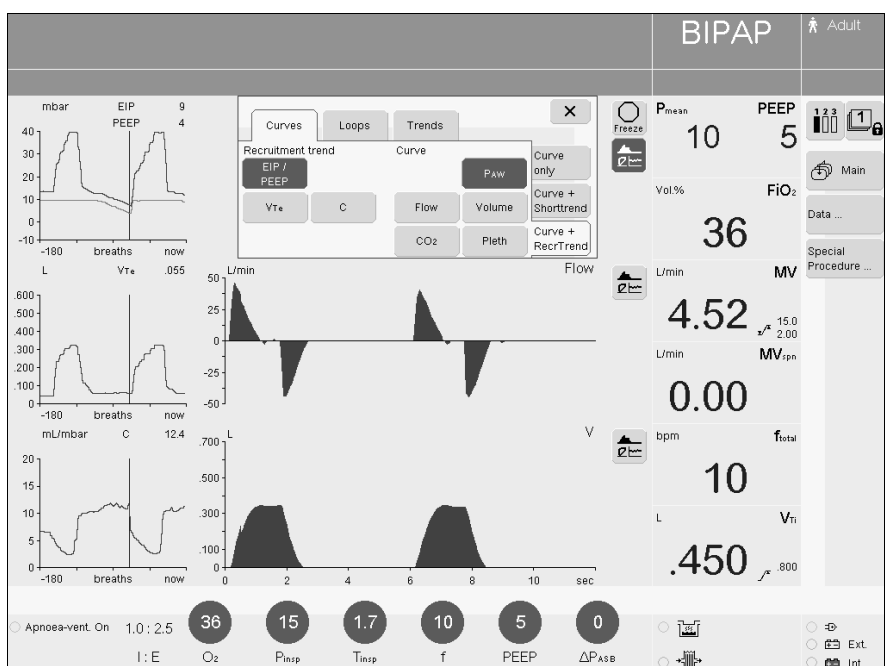 BIPAP
Adult
mbar EIP 9
PEEP 4
40
30
20
10
0
-10
-180 breaths now
L VTe .055
.600
.500
.400
.300
.200
.100
0
-180 breaths now
mL/mbar C 12.4
20
15
10
5
0
-180 breaths now
Curves Loops Trends
Recruitment trend Curve
EIP /
PEEP
Paw
VTe C Flow Volume
CO2 Pleth
Curve
only
Curve +
Shorttrend
Curve +
RecrTrend
Freeze
L/min Flow
50
25
0
-25
-50
L V
.700
.500
.300
.100
0
0 2 4 6 8 10 sec
Pmean PEEP
10 5
Vol.% FiO2
36
L/min MV
4.52 15.0
2.00
L/min MVspn
0.00
bpm ftotal
10
L VTi
.450 .800
1 2 3 1
Main
Data ...
Special
Procedure ...
Apnoea-vent. On 1.0 : 2.5 36 15 1.7 10 5 0
I : E O2 Pinsp Tinsp f PEEP ΔPASB
Ext.
Int.